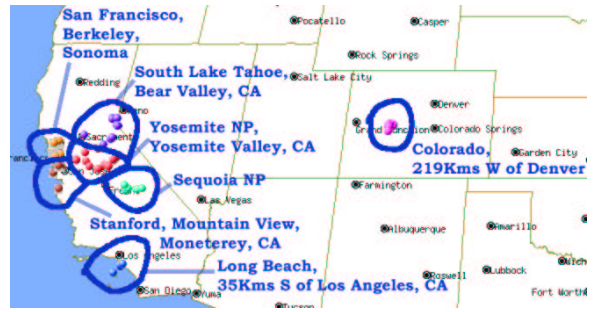 San Francisco,
Berkeley,
Sonoma
Pocatello
Casper
Rock Springs
South Lake Tahoe,
Bear Valley, CA
Salt Lake City
Redding
Reno
Denver
Sacramento
Yosemite NP,
Yosemite Valley, CA
Grand Junction
Colorado Springs
Colorado,
219Kms W of Denver
Garden City
San Jose
Sequoia NP
Farmington
Las Vegas
Stanford, Mountain View,
Moneterey, CA
Albuquerque
Amarillo
Los Angeles
Long Beach,
35Kms S of Los Angeles, CA
Roswell
Lubbock
San Diego
Yuma
Fort Worth
Tucson